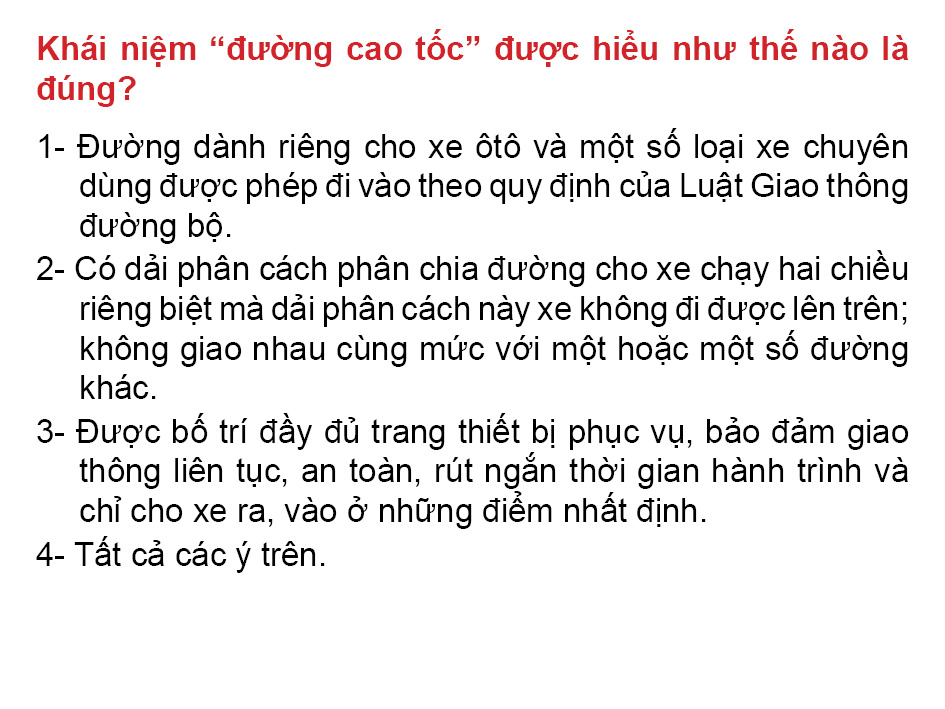 Khái niệm “đường cao tốc” được hiểu như thế nào là
đúng?
1- Đường dành riêng cho xe ôtô và một số loại xe chuyên
dùng được phép đi vào theo quy định của Luật Giao thông
đường bộ.
2- Có dải phân cách phân chia đường cho xe chạy hai chiều
riêng biệt mà dải phân cách này xe không đi được lên trên;
không giao nhau cùng mức với một hoặc một số đường
khác.
3- Được bố trí đầy đủ trang thiết bị phục vụ, bảo đảm giao
thông liên tục, an toàn, rút ngắn thời gian hành trình và
chỉ cho xe ra, vào ở những điểm nhất định.
4- Tất cả các ý trên.